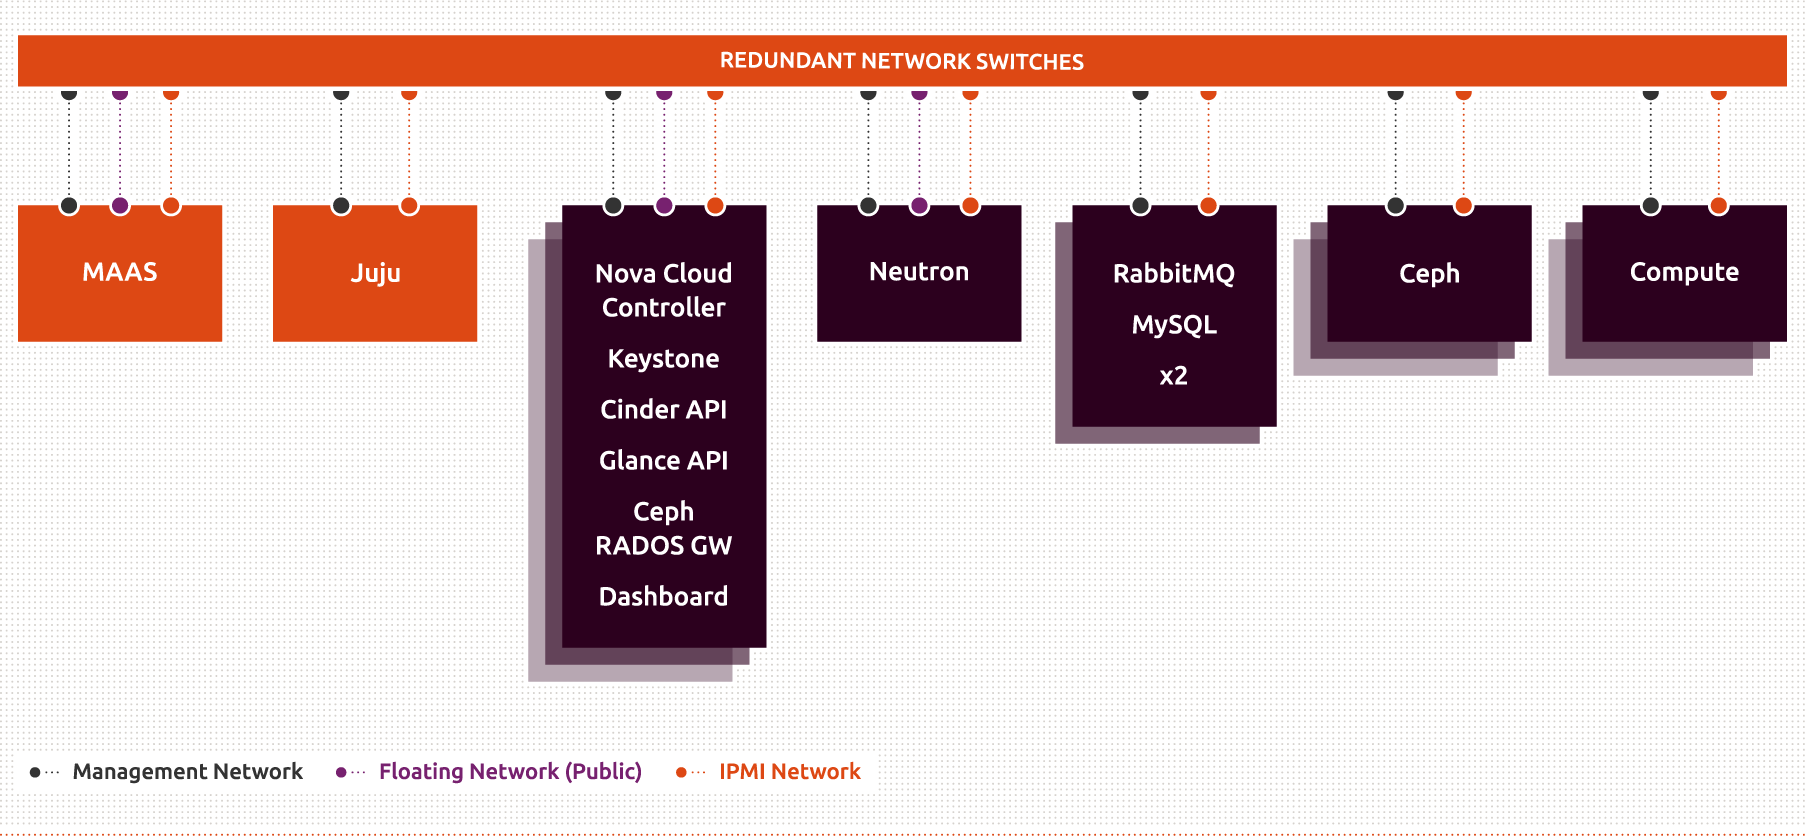 REDUNDANT NETWORK SWITCHES
MAAS
Juju
Nova Cloud
Controller
Keystone
Cinder API
Glance API
Ceph
RADOS GW
Dashboard
Neutron
RabbitMQ
MySQL
x2
Ceph
Compute
Management Network
Floating Network (Public)
IPMI Network